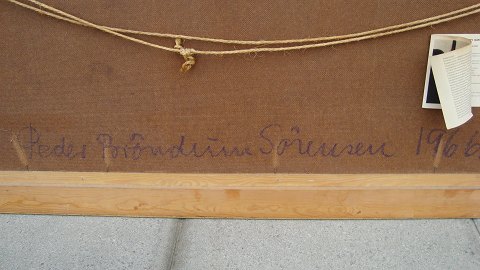 Peder Bröndum Sörensen 1966